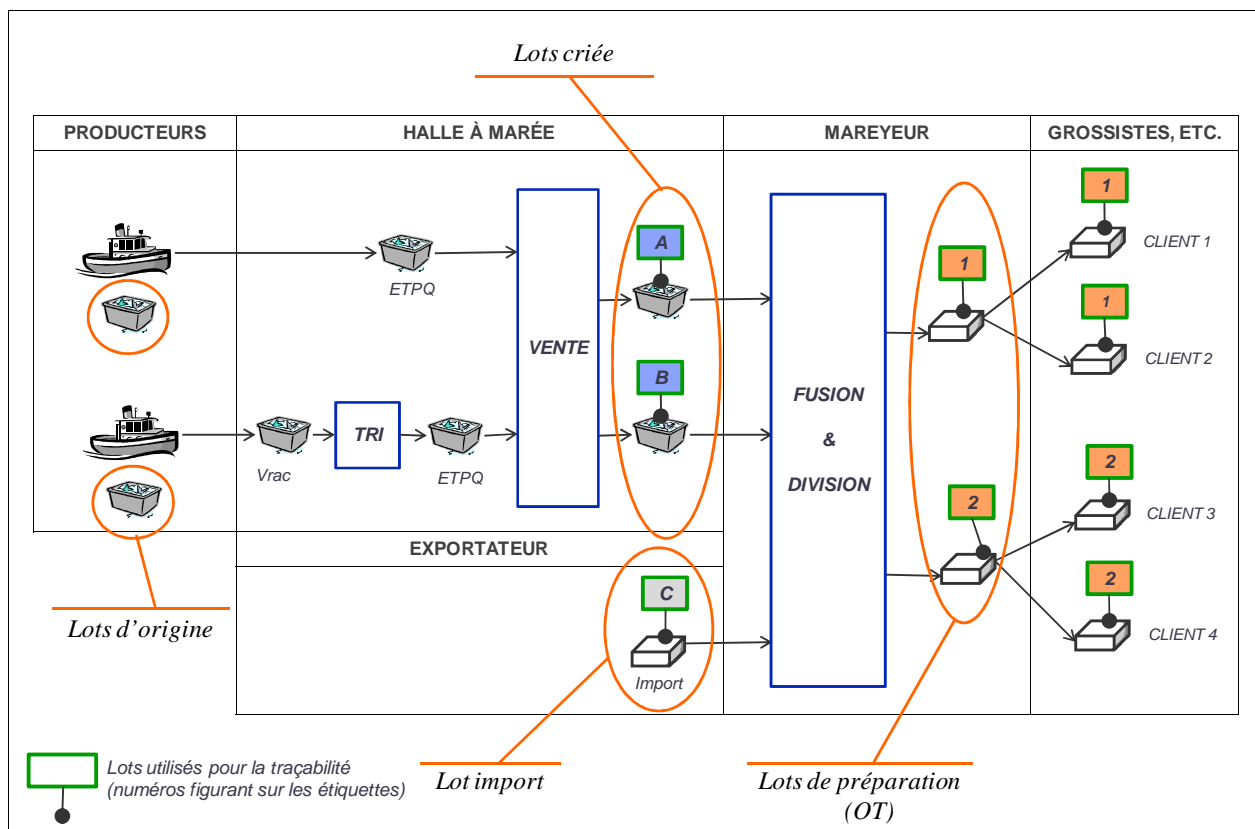 Lots criée
PRODUCTEURS
HALLE À MARÉE
MAREYEUR
GROSSISTES, ETC.
1
CLIENT 1
A
1
ETPQ
1
CLIENT 2
VENTE
B
FUSION
&
DIVISION
TRI
Vrac
ETPQ
2
CLIENT 3
2
EXPORTATEUR
2
CLIENT 4
C
Import
Lots d'origine
Lots utilisés pour la traçabilité
(numéros figurant sur les étiquettes)
Lot import
Lots de préparation
(OT)